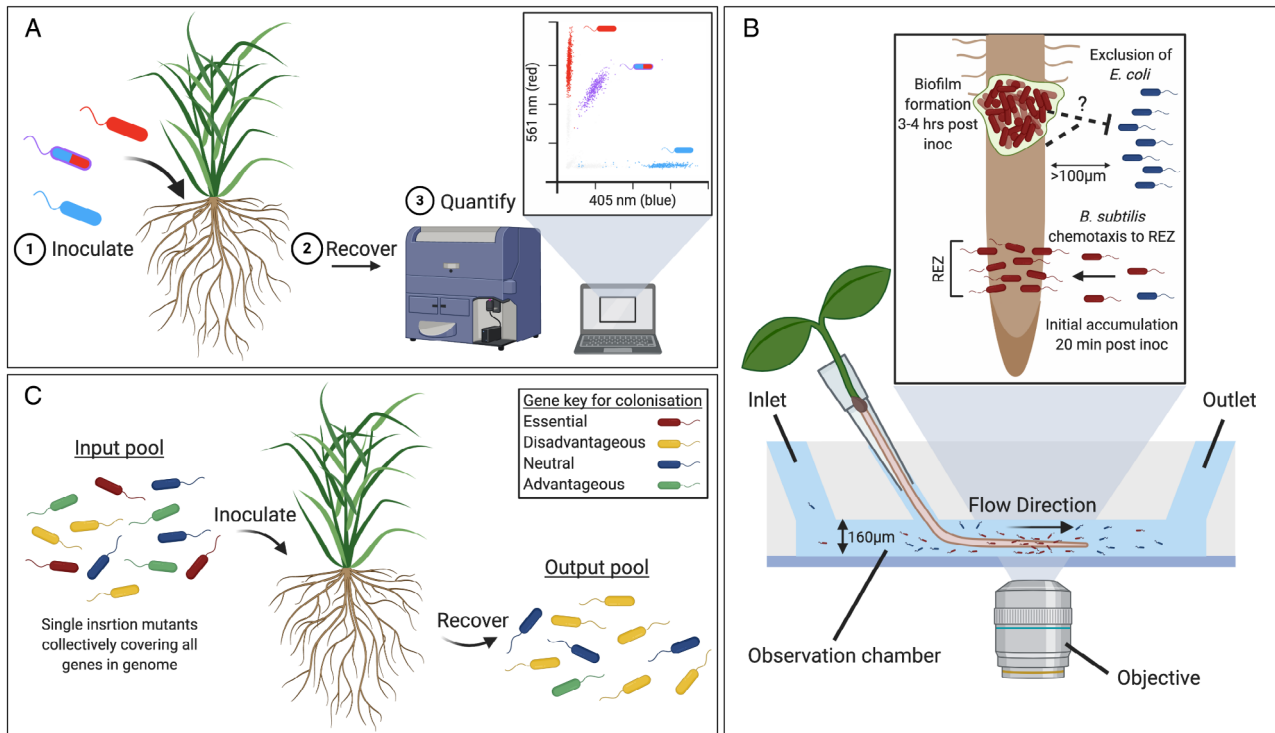 A
1 Inoculate
2 Recover
3 Quantify
561 nm (red)
405 nm (blue)
B
Biofilm
formation
3-4 hrs post
inoc
Exclusion of
E. coli
?
>100µm
B. subtilis
chemotaxis to REZ
REZ
Initial accumulation
20 min post inoc
Inlet
Outlet
Flow Direction
160µm
Observation chamber
Objective
C
Input pool
Inoculate
Single insrtion mutants
collectively covering all
genes in genome
Gene key for colonisation
Essential
Disadvantageous
Neutral
Advantageous
Recover
Output pool